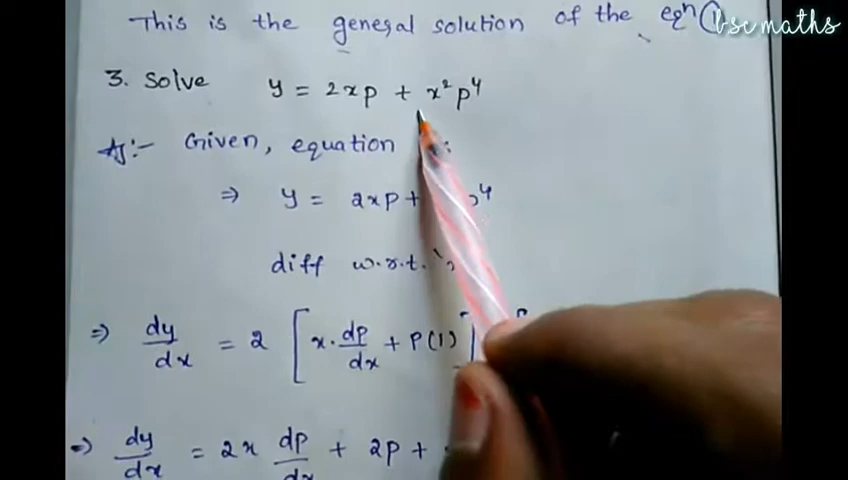 This is the general solution of the eqn ①
bsc maths
3. Solve y = 2xp + x²p⁴
Given, equation
⇒ y = 2xp +
diff w.r.t.
⇒ dy/dx = 2 [x . dp/dx + p(1)]
⇒ dy/dx = 2x dp/dx + 2p +